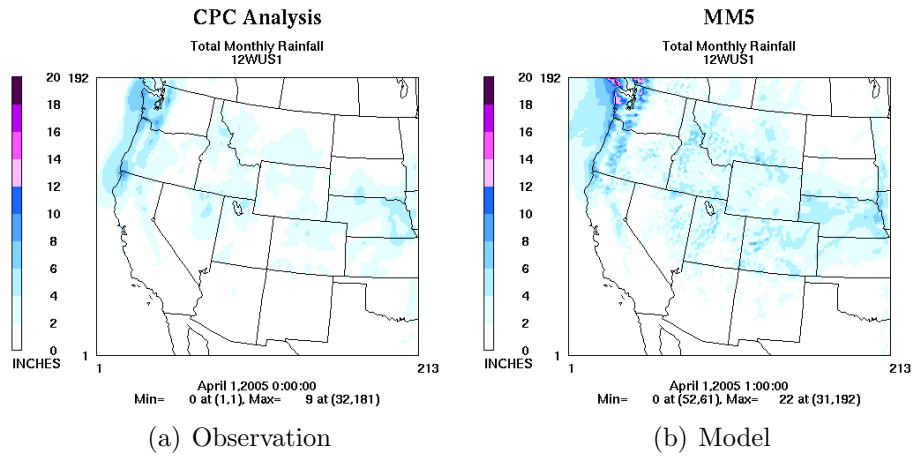 CPC Analysis
Total Monthly Rainfall
12WUS1
20
18
16
14
12
10
8
6
4
2
0
INCHES
192
1
1
213
April 1,2005 0:00:00
Min= 0 at (1,1), Max= 9 at (32,181)
(a) Observation
MM5
Total Monthly Rainfall
12WUS1
20
18
16
14
12
10
8
6
4
2
0
INCHES
192
1
1
213
April 1,2005 1:00:00
Min= 0 at (52,61), Max= 22 at (31,192)
(b) Model